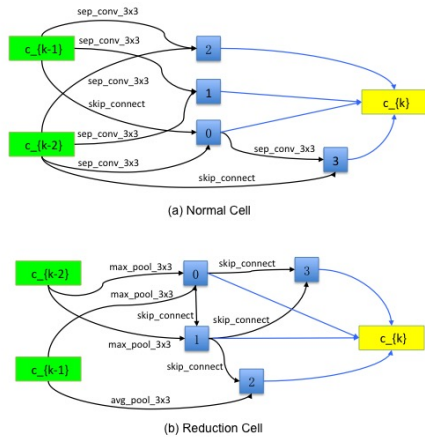 sep_conv_3x3
c_{k-1}
sep_conv_3x3
2
skip_connect
1
c_{k}
c_{k-2}
sep_conv_3x3
0
sep_conv_3x3
sep_conv_3x3
3
skip_connect
(a) Normal Cell
c_{k-2}
max_pool_3x3
0
skip_connect
3
max_pool_3x3
skip_connect
skip_connect
1
c_{k}
max_pool_3x3
c_{k-1}
skip_connect
2
avg_pool_3x3
(b) Reduction Cell